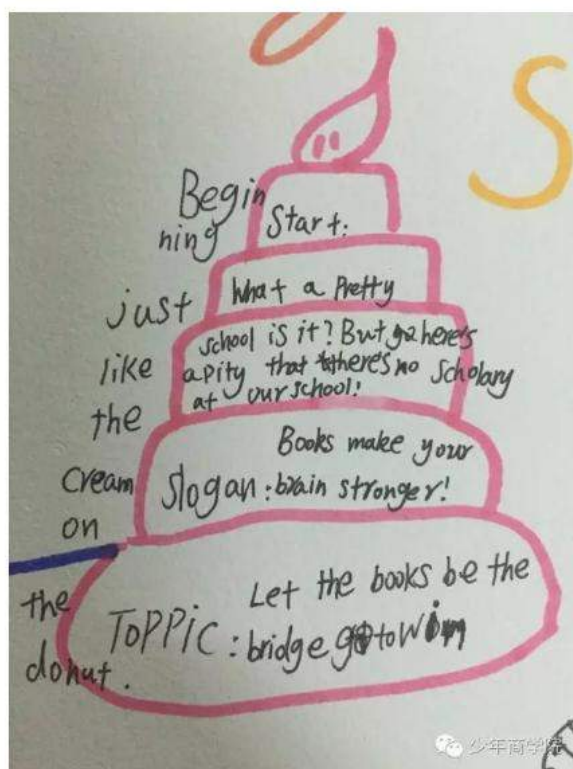 Begin
ning
just
like
the
cream
on
the
donut.
Start:
What a Pretty
school is it? But here's
a pity that there's no Scholary
at our school!
Books make your
Slogan: brain stronger!
Let the books be the
ToPPic: bridge to win
少年商学院
S